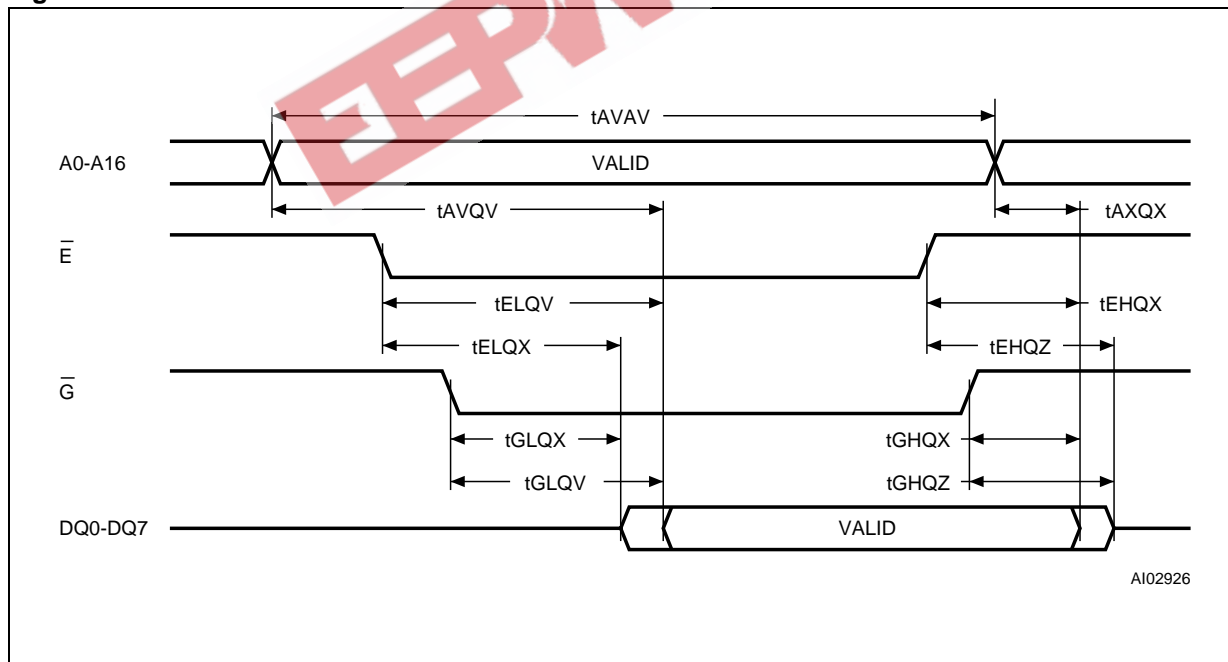 tAVAV
A0-A16 VALID
tAVQV tAXQX
E̅
tELQV tEHQX
tELQX tEHQZ
G̅
tGLQX tGHQX
tGLQV tGHQZ
DQ0-DQ7 VALID
AI02926